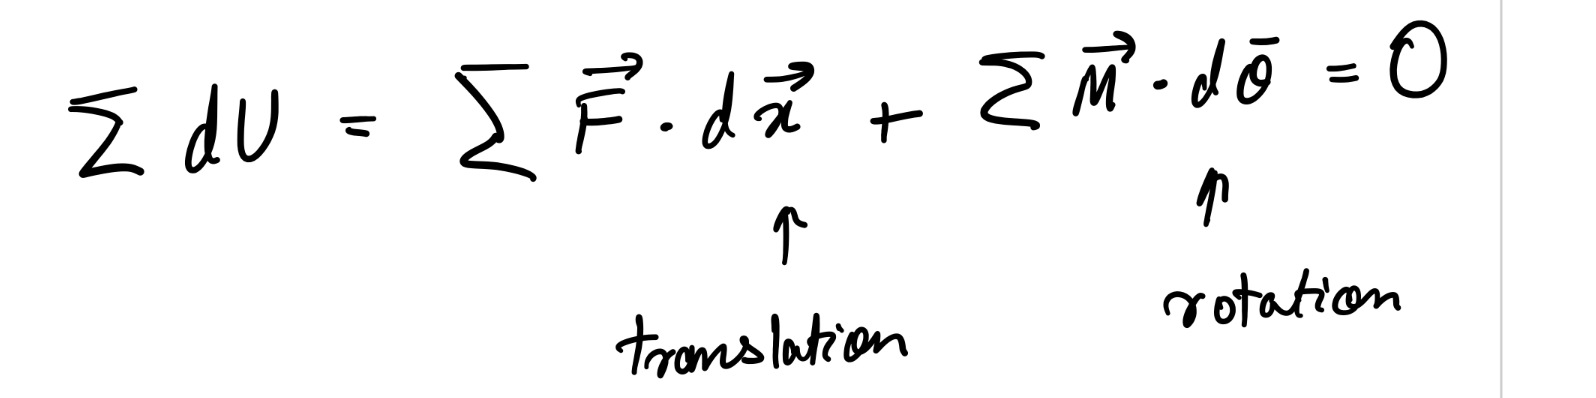 ∑ dU = ∑ F⃗ · dx⃗ + ∑ M⃗ · dθ̄ = 0
↑ ↑
translation rotation